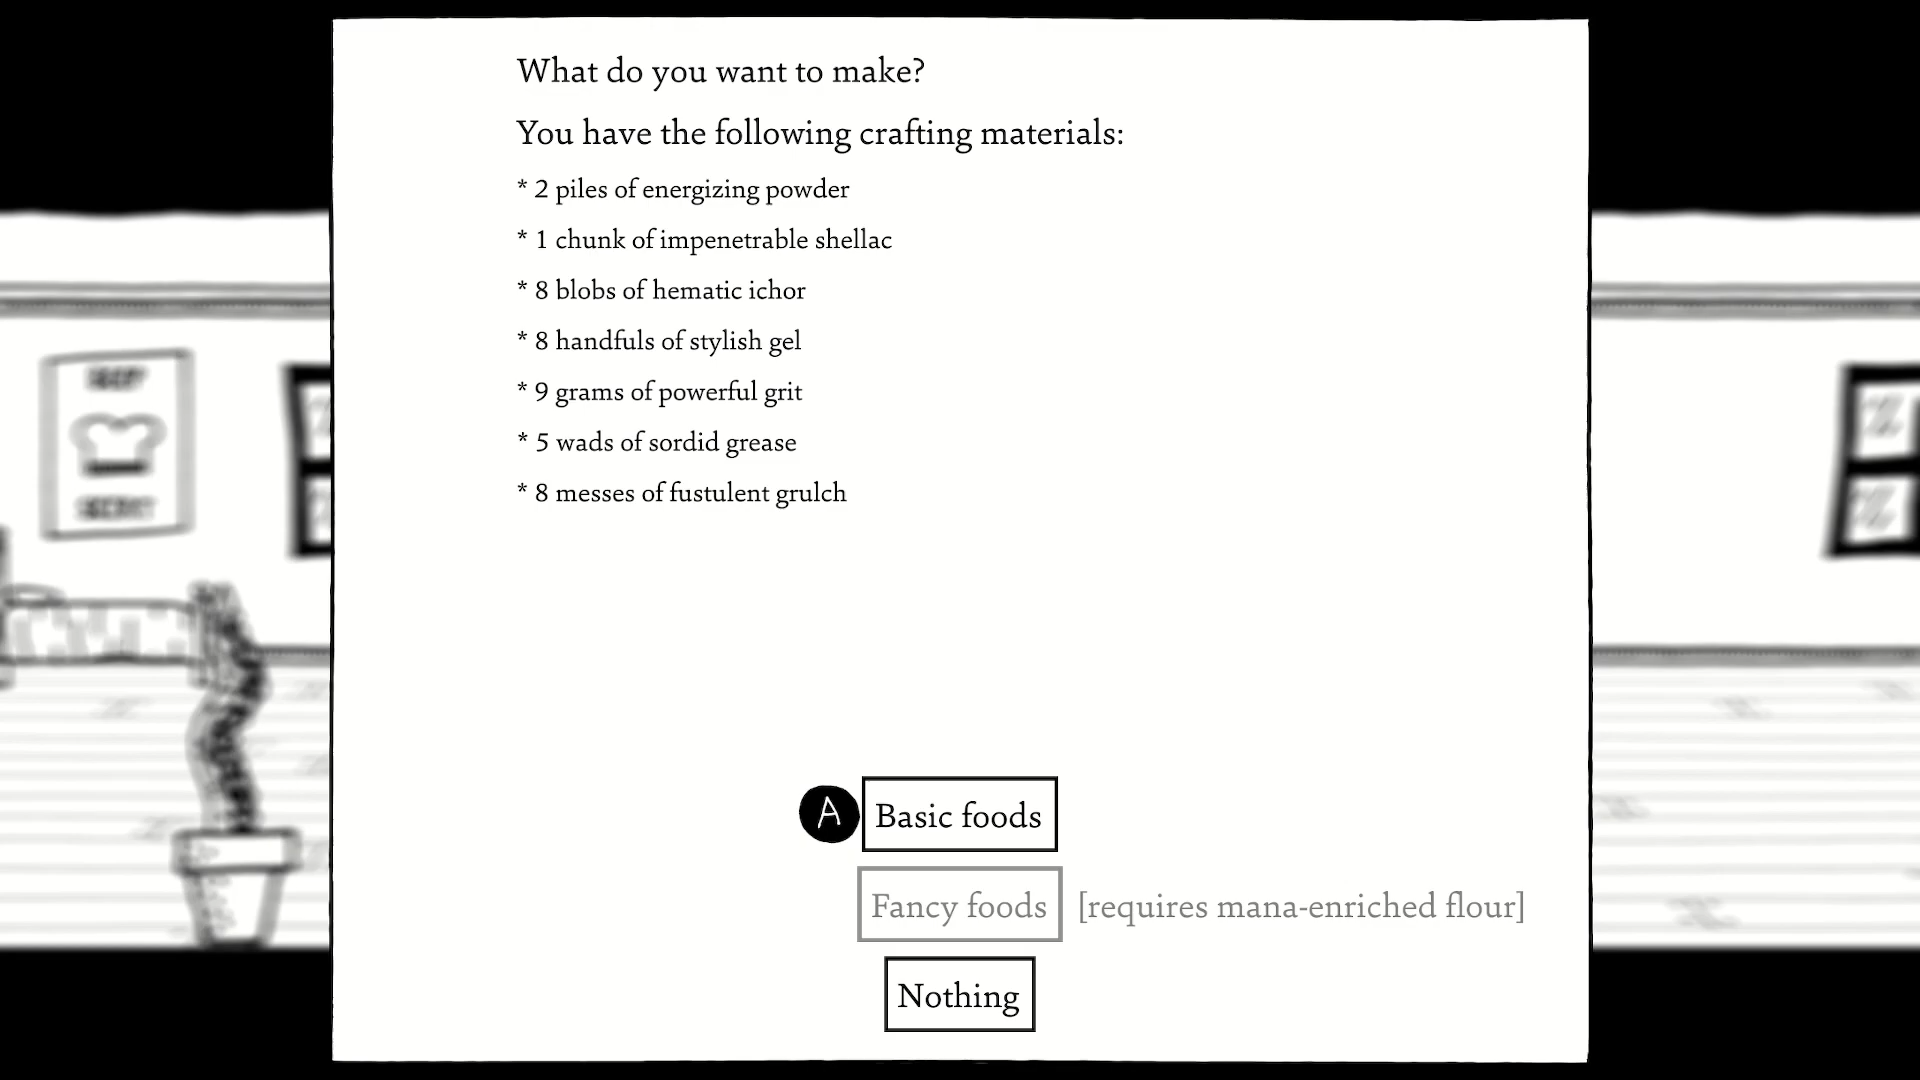 What do you want to make?
You have the following crafting materials:
* 2 piles of energizing powder
* 1 chunk of impenetrable shellac
* 8 blobs of hematic ichor
* 8 handfuls of stylish gel
* 9 grams of powerful grit
* 5 wads of sordid grease
* 8 messes of fustulent grulch
A Basic foods
Fancy foods [requires mana-enriched flour]
Nothing